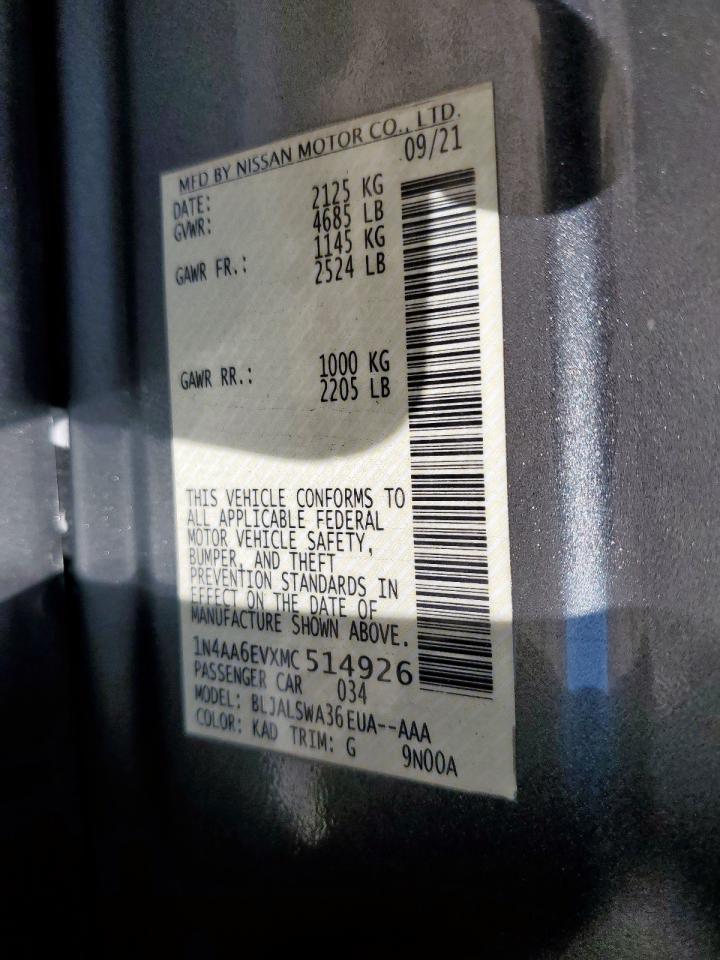 MFD BY NISSAN MOTOR CO., LTD.
DATE: 09/21
GVWR: 2125 KG
4685 LB
GAWR FR.: 1145 KG
2524 LB
GAWR RR.: 1000 KG
2205 LB
THIS VEHICLE CONFORMS TO
ALL APPLICABLE FEDERAL
MOTOR VEHICLE SAFETY,
BUMPER, AND THEFT
PREVENTION STANDARDS IN
EFFECT ON THE DATE OF
MANUFACTURE SHOWN ABOVE.
1N4AA6EVXMC514926
PASSENGER CAR 034
MODEL: BLJALSWA36EUA--AAA
COLOR: KAD TRIM: G 9N00A